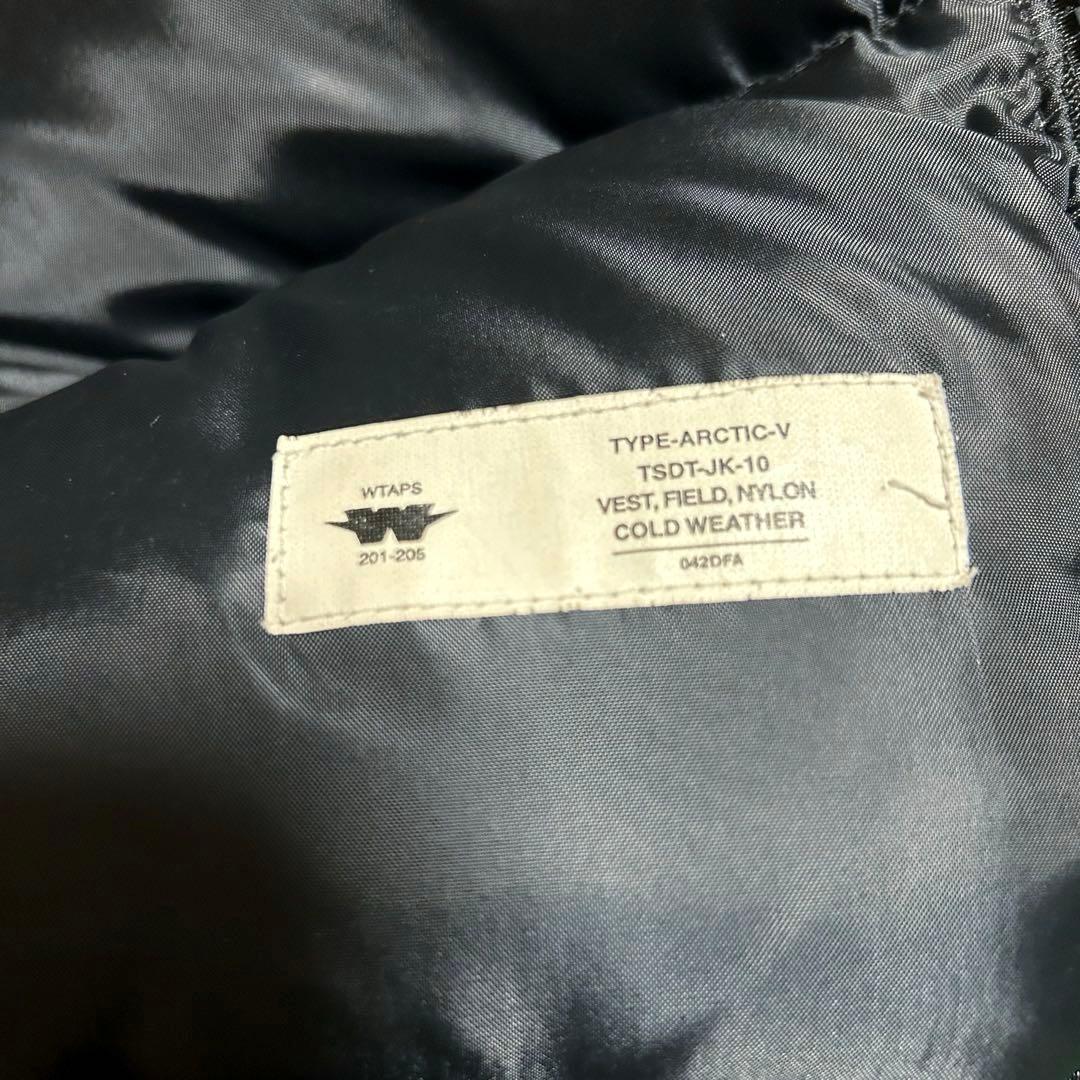 WTAPS
W
201-205
TYPE-ARCTIC-V
TSDT-JK-10
VEST, FIELD, NYLON
COLD WEATHER
042DFA